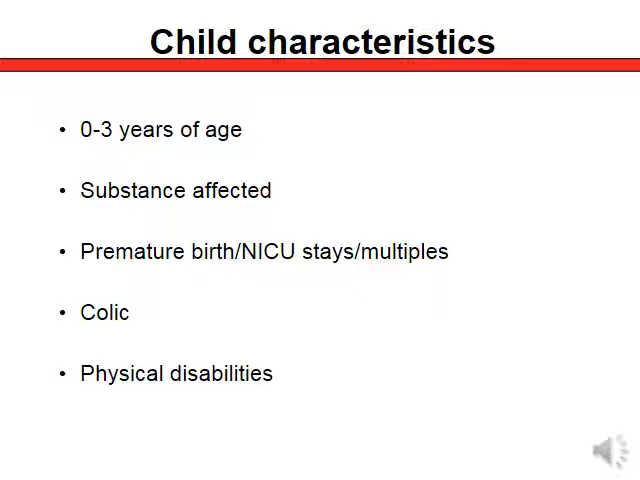 Child characteristics
• 0-3 years of age
• Substance affected
• Premature birth/NICU stays/multiples
• Colic
• Physical disabilities